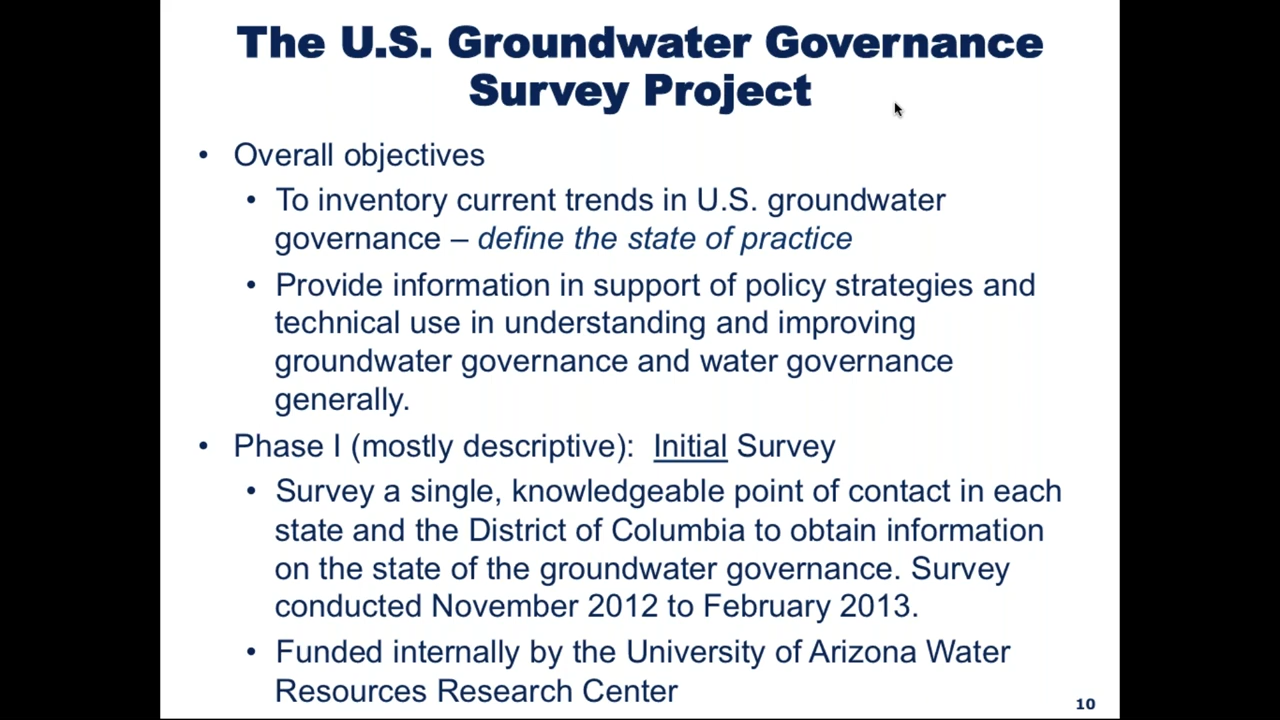 The U.S. Groundwater Governance
Survey Project
• Overall objectives
• To inventory current trends in U.S. groundwater
governance – define the state of practice
• Provide information in support of policy strategies and
technical use in understanding and improving
groundwater governance and water governance
generally.
• Phase I (mostly descriptive): Initial Survey
• Survey a single, knowledgeable point of contact in each
state and the District of Columbia to obtain information
on the state of the groundwater governance. Survey
conducted November 2012 to February 2013.
• Funded internally by the University of Arizona Water
Resources Research Center
10